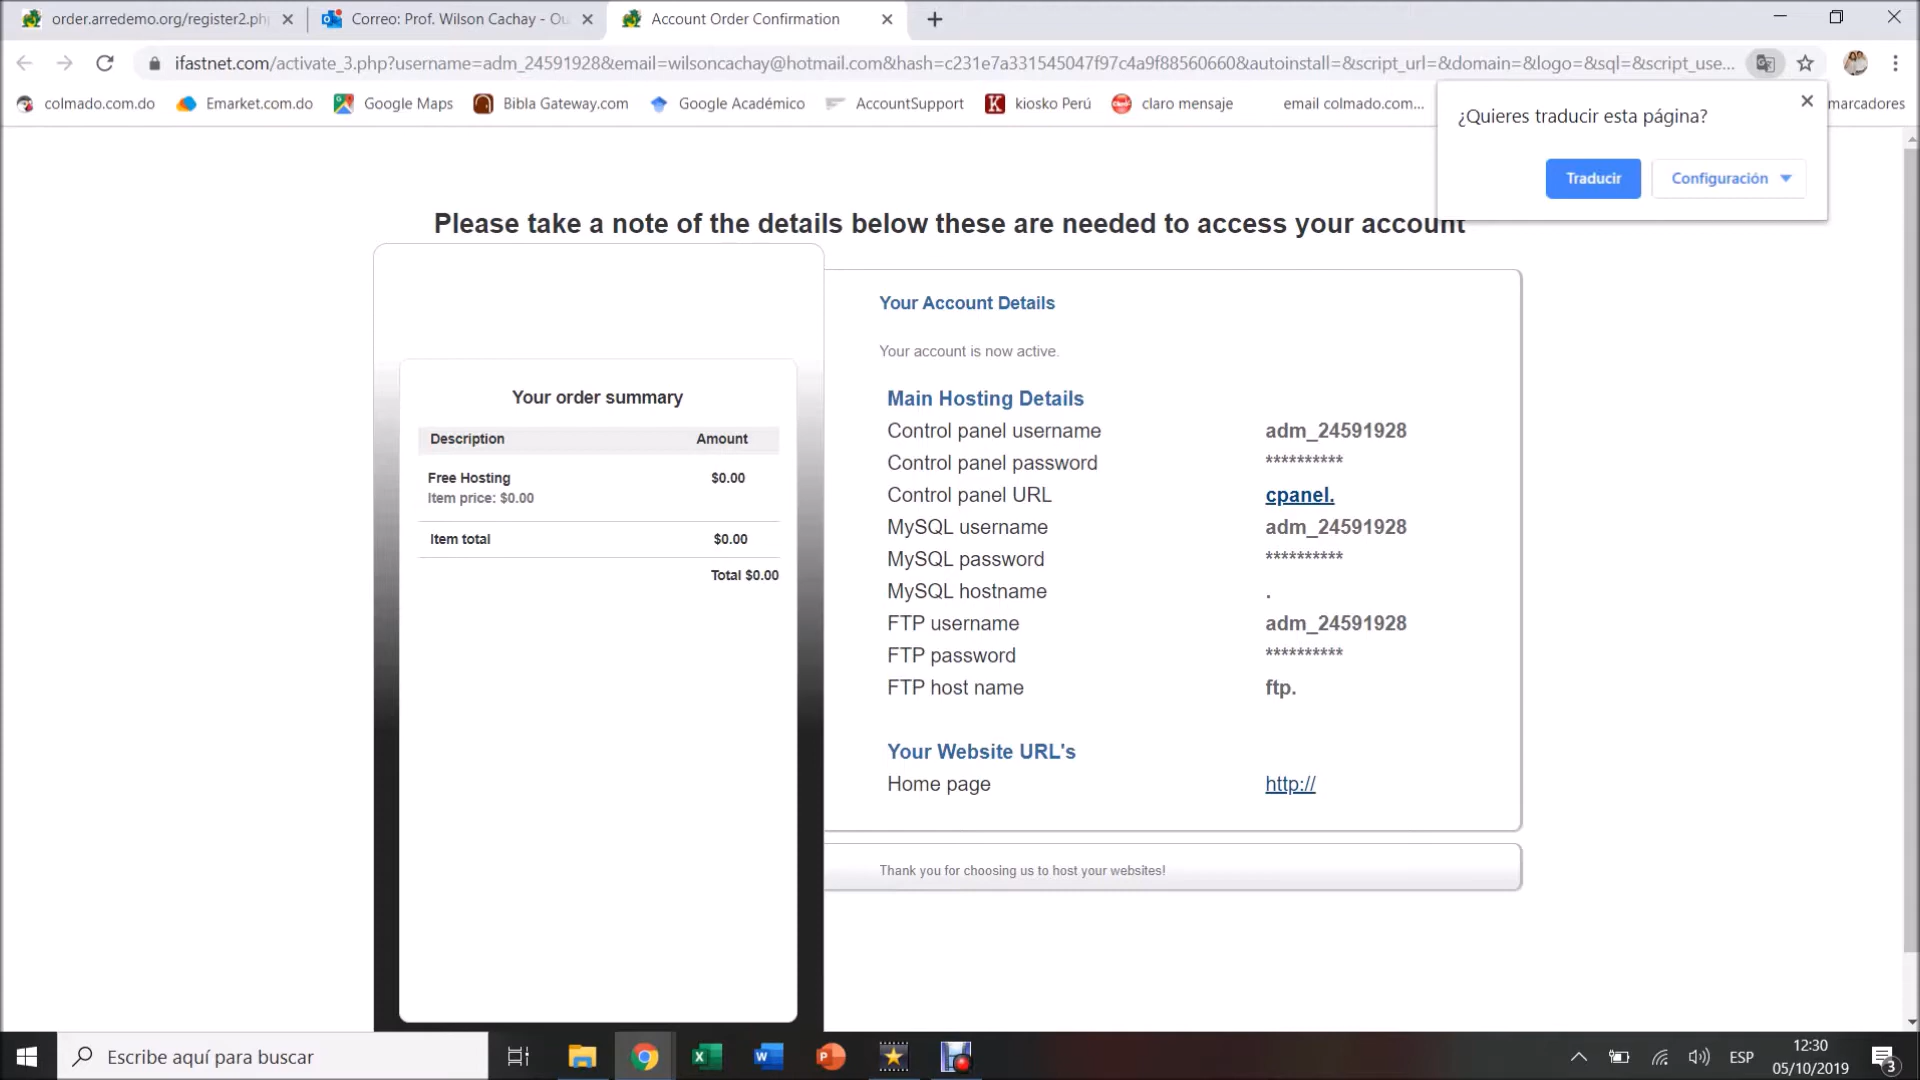 order.arredemo.org/register2.ph
Correo: Prof. Wilson Cachay - Ou
Account Order Confirmation
ifastnet.com/activate_3.php?username=adm_24591928&email=wilsoncachay@hotmail.com&hash=c231e7a331545047f97c4a9f88560660&autoinstall=&script_url=&domain=&logo=&sql=&script_use...
colmado.com.do
Emarket.com.do
Google Maps
Bibla Gateway.com
Google Académico
AccountSupport
kiosko Perú
claro mensaje
email colmado.com...
marcadores
¿Quieres traducir esta página?
Traducir
Configuración
Please take a note of the details below these are needed to access your account
Your order summary
Description Amount
Free Hosting $0.00
Item price: $0.00
Item total $0.00
Total $0.00
Your Account Details
Your account is now active.
Main Hosting Details
Control panel username adm_24591928
Control panel password **********
Control panel URL cpanel.
MySQL username adm_24591928
MySQL password **********
MySQL hostname .
FTP username adm_24591928
FTP password **********
FTP host name ftp.
Your Website URL's
Home page http://
Thank you for choosing us to host your websites!
Escribe aquí para buscar
ESP
12:30
05/10/2019
3